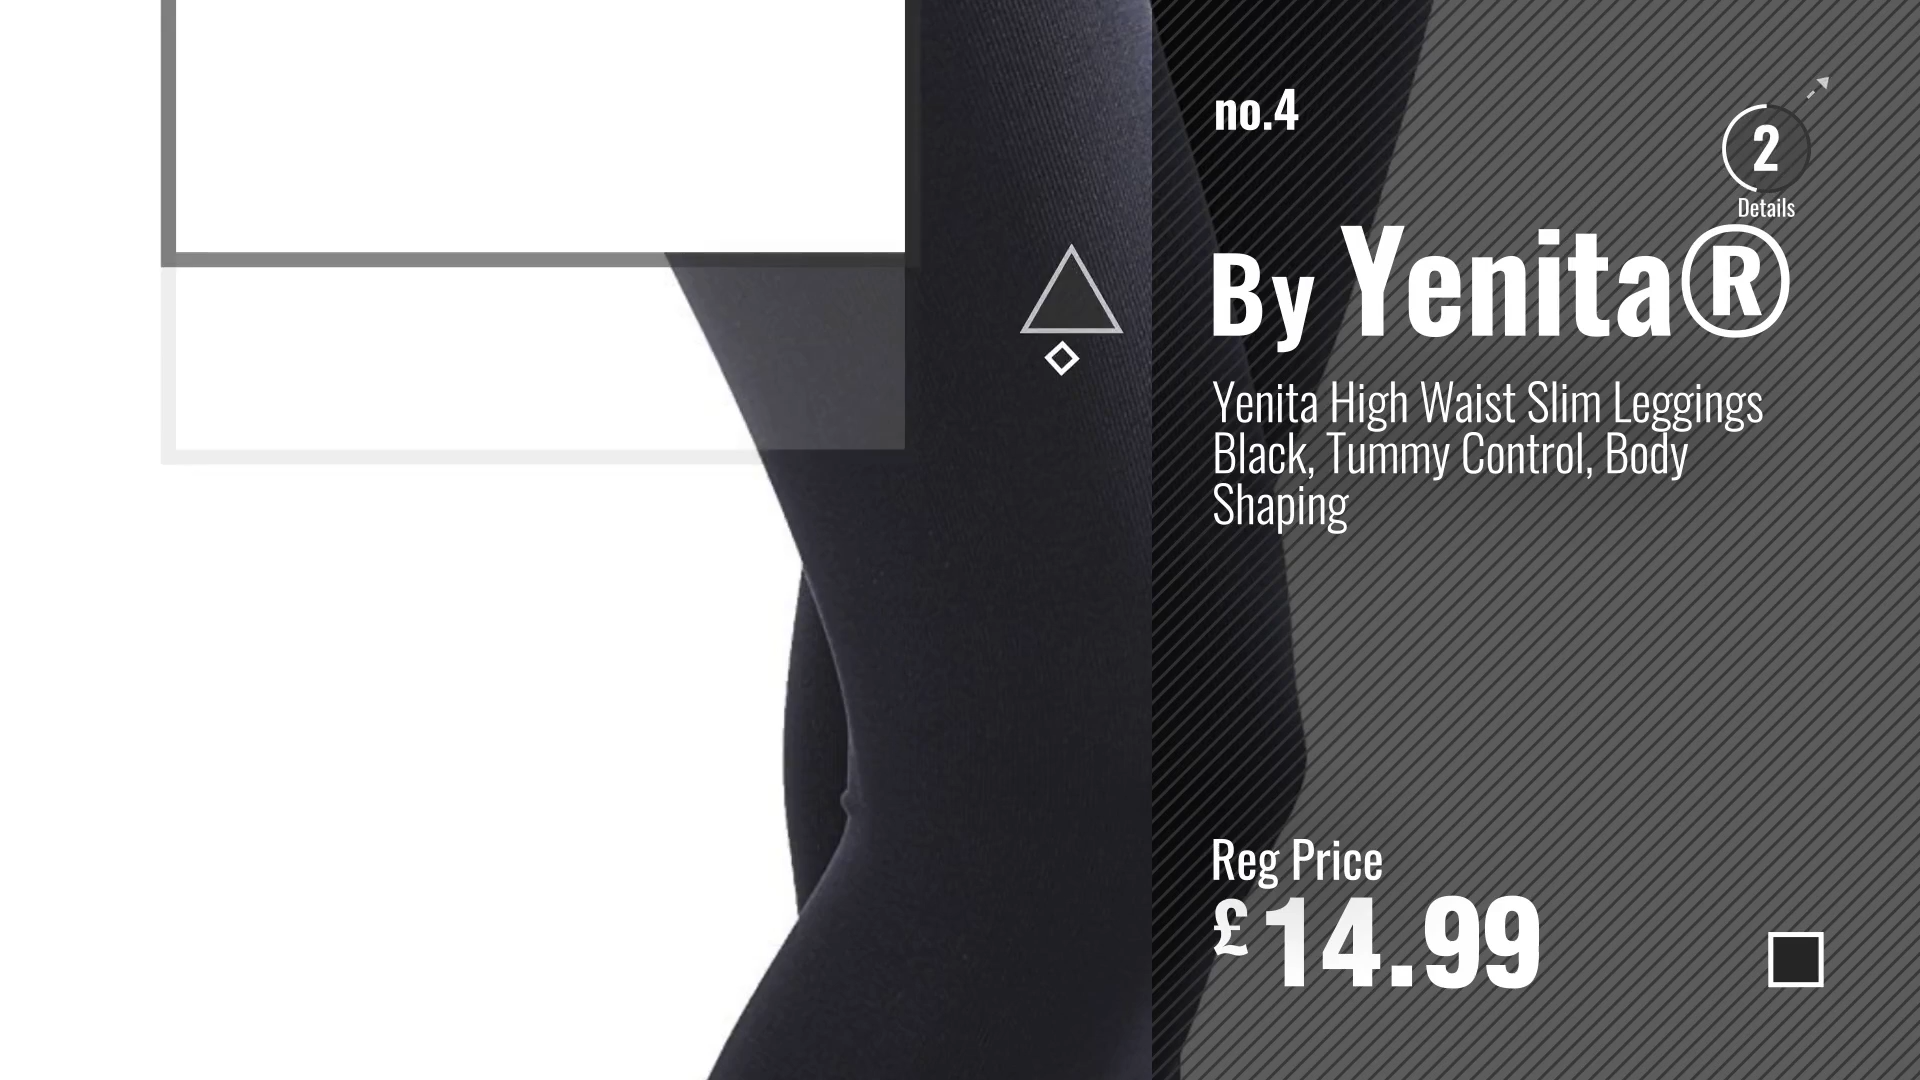 no.4
2
Details
By Yenita®
Yenita High Waist Slim Leggings
Black, Tummy Control, Body
Shaping
Reg Price
£14.99